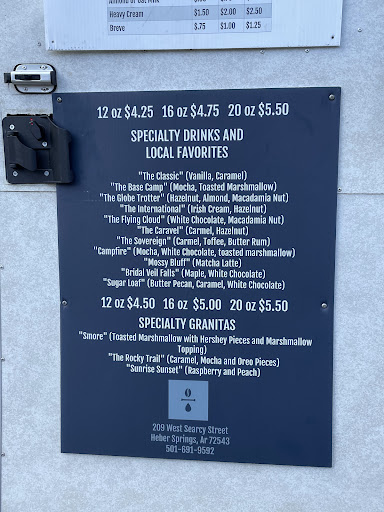 Heavy Cream $1.50 $2.00 $2.50
Breve $.75 $1.00 $1.25
12 oz $4.25 16 oz $4.75 20 oz $5.50
SPECIALTY DRINKS AND
LOCAL FAVORITES
"The Classic" (Vanilla, Caramel)
"The Base Camp" (Mocha, Toasted Marshmallow)
"The Globe Trotter" (Hazelnut, Almond, Macadamia Nut)
"The International" (Irish Cream, Hazelnut)
"The Flying Cloud" (White Chocolate, Macadamia Nut)
"The Caravel" (Carmel, Hazelnut)
"The Sovereign" (Carmel, Toffee, Butter Rum)
"Campfire" (Mocha, White Chocolate, toasted marshmallow)
"Mossy Bluff" (Matcha Latte)
"Bridal Veil Falls" (Maple, White Chocolate)
"Sugar Loaf" (Butter Pecan, Caramel, White Chocolate)
12 oz $4.50 16 oz $5.00 20 oz $5.50
SPECIALTY GRANITAS
"Smore" (Toasted Marshmallow with Hershey Pieces and Marshmallow
Topping)
"The Rocky Trail" (Caramel, Mocha and Oreo Pieces)
"Sunrise Sunset" (Raspberry and Peach)
209 West Searcy Street
Heber Springs, Ar 72543
501-691-9592